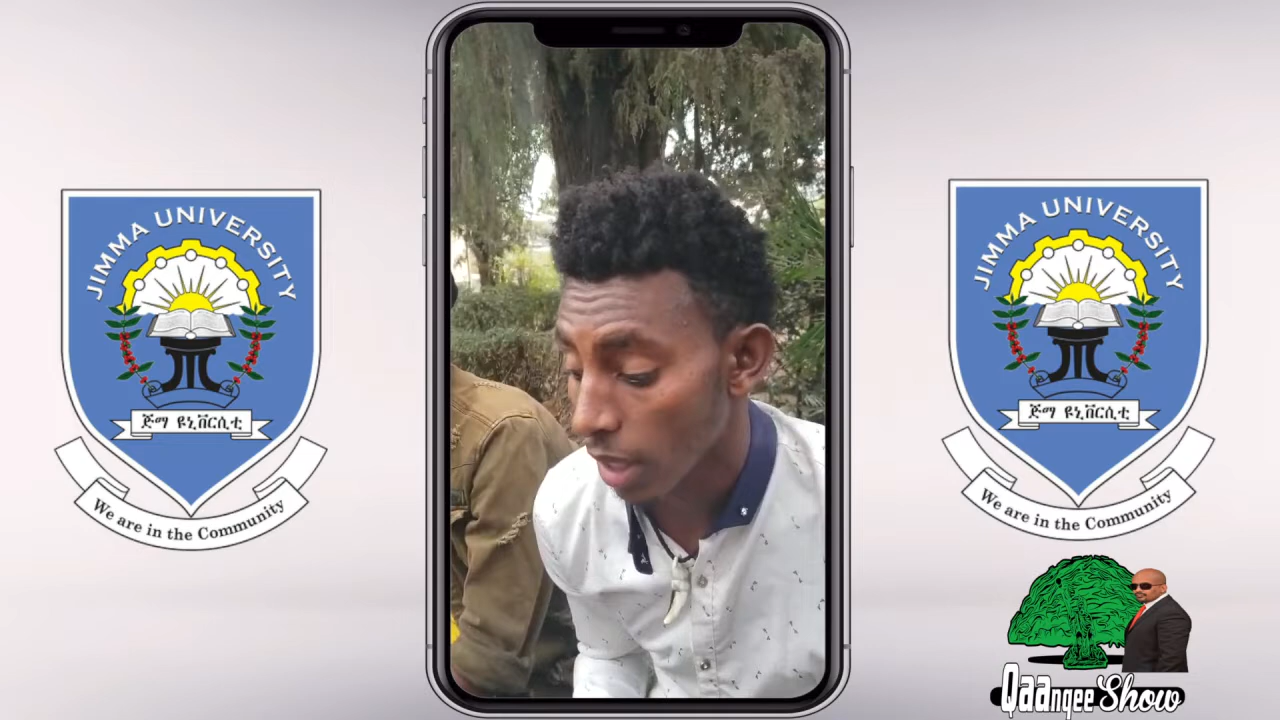 JIMMA UNIVERSITY
ጅማ ዩኒቨርሲቲ
We are in the Community
JIMMA UNIVERSITY
ጅማ ዩኒቨርሲቲ
We are in the Community
Qaanqee Show